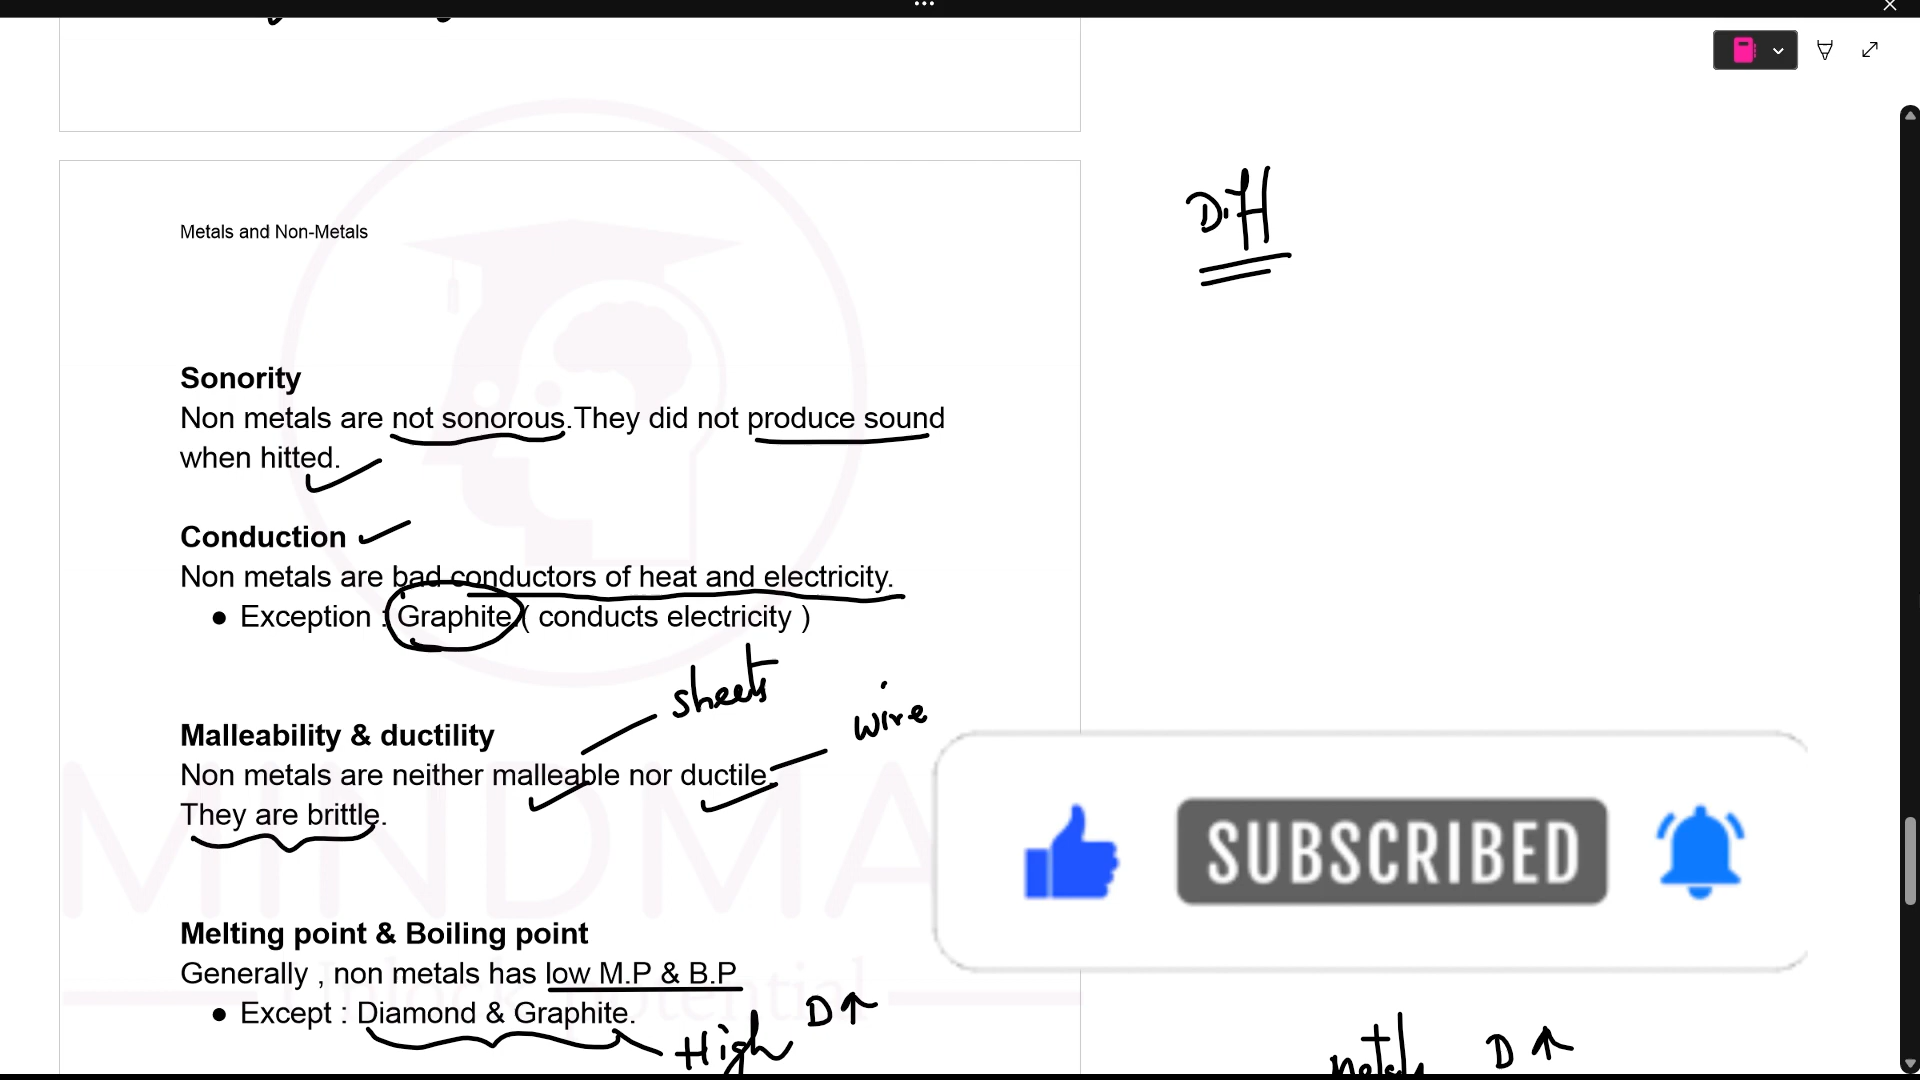 Diff
Metals and Non-Metals
Sonority
Non metals are not sonorous.They did not produce sound
when hitted.
Conduction
Non metals are bad conductors of heat and electricity.
● Exception : Graphite.( conducts electricity )
sheets
wire
Malleability & ductility
Non metals are neither malleable nor ductile.
They are brittle.
SUBSCRIBED
MINDMA
Melting point & Boiling point
Generally , non metals has low M.P & B.P
● Except : Diamond & Graphite.
High D↑
metals D↑